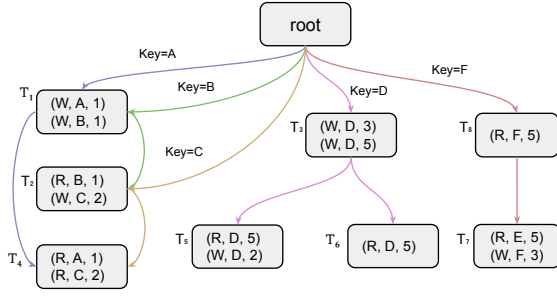 root
Key=A
Key=B
Key=C
Key=D
Key=F
T1
(W, A, 1)
(W, B, 1)
T3
(W, D, 3)
(W, D, 5)
T8
(R, F, 5)
T2
(R, B, 1)
(W, C, 2)
T4
(R, A, 1)
(R, C, 2)
T5
(R, D, 5)
(W, D, 2)
T6
(R, D, 5)
T7
(R, E, 5)
(W, F, 3)